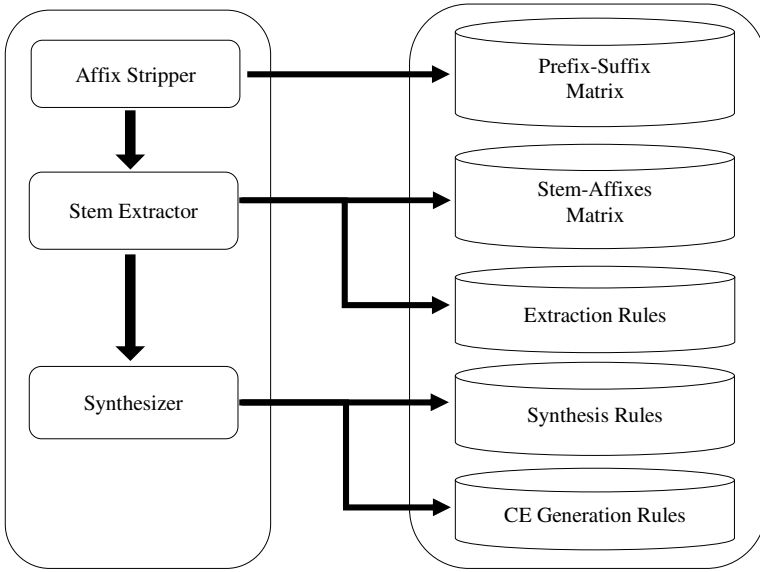 Affix Stripper
Stem Extractor
Synthesizer
Prefix-Suffix
Matrix
Stem-Affixes
Matrix
Extraction Rules
Synthesis Rules
CE Generation Rules